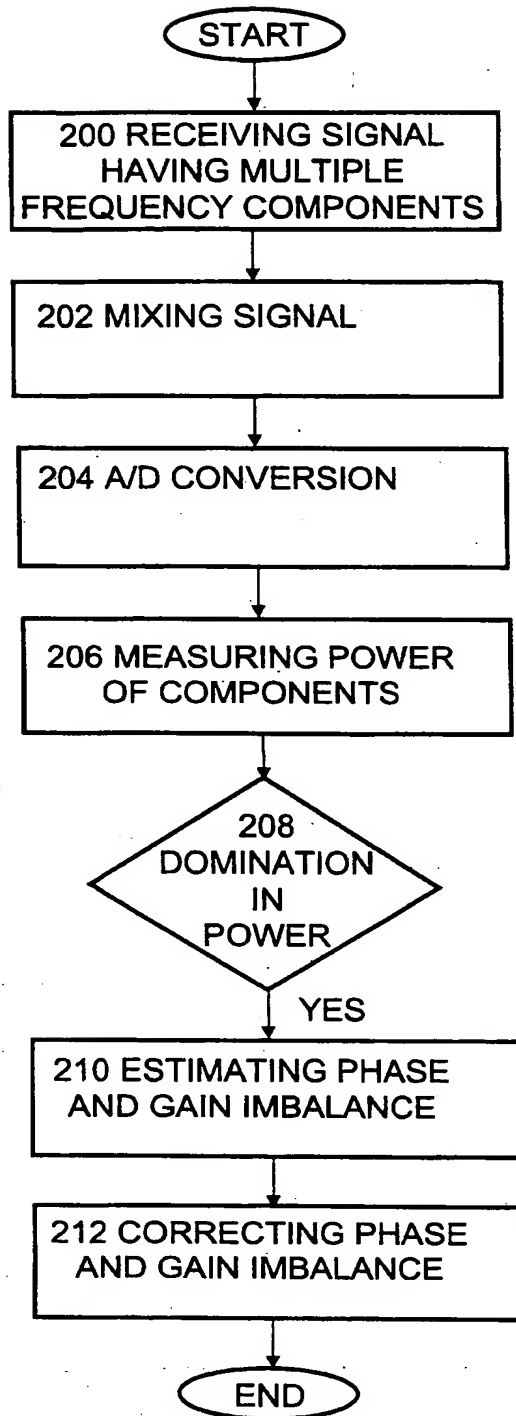 START
200 RECEIVING SIGNAL
HAVING MULTIPLE
FREQUENCY COMPONENTS
202 MIXING SIGNAL
204 A/D CONVERSION
206 MEASURING POWER
OF COMPONENTS
208
DOMINATION
IN
POWER
YES
210 ESTIMATING PHASE
AND GAIN IMBALANCE
212 CORRECTING PHASE
AND GAIN IMBALANCE
END